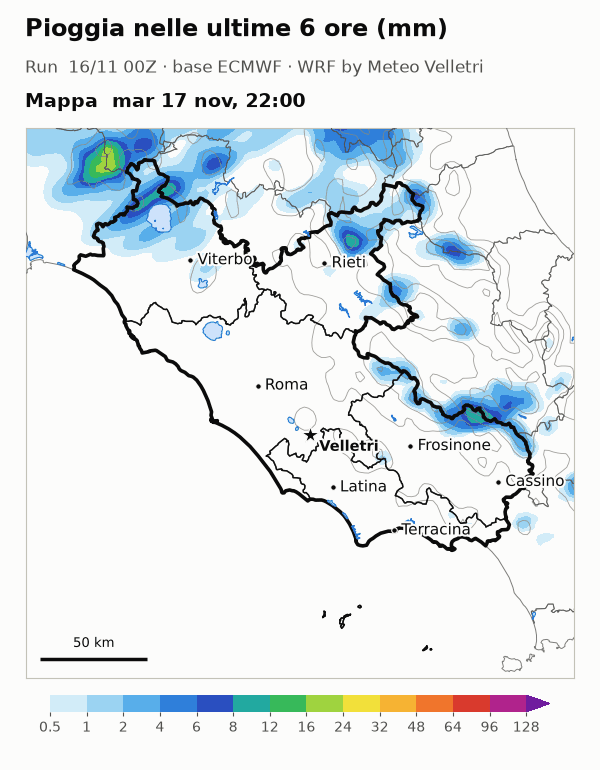 Pioggia nelle ultime 6 ore (mm)
Run 16/11 00Z · base ECMWF · WRF by Meteo Velletri
Mappa mar 17 nov, 22:00
Viterbo
Rieti
Roma
Velletri
Frosinone
Latina
Cassino
Terracina
50 km
0.5 1 2 4 6 8 12 16 24 32 48 64 96 128